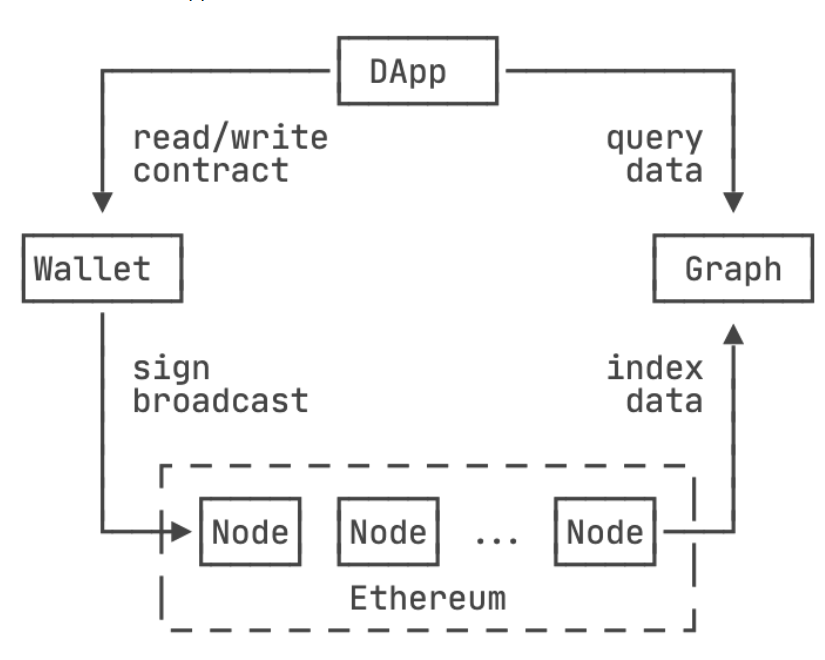 DApp
read/write
contract
query
data
Wallet
Graph
sign
broadcast
index
data
Node Node ... Node
Ethereum